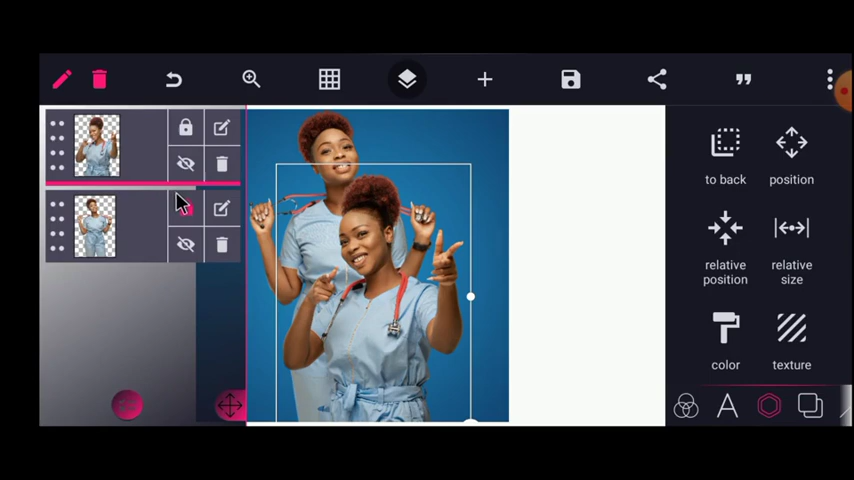 to back
position
relative
position
relative
size
color
texture